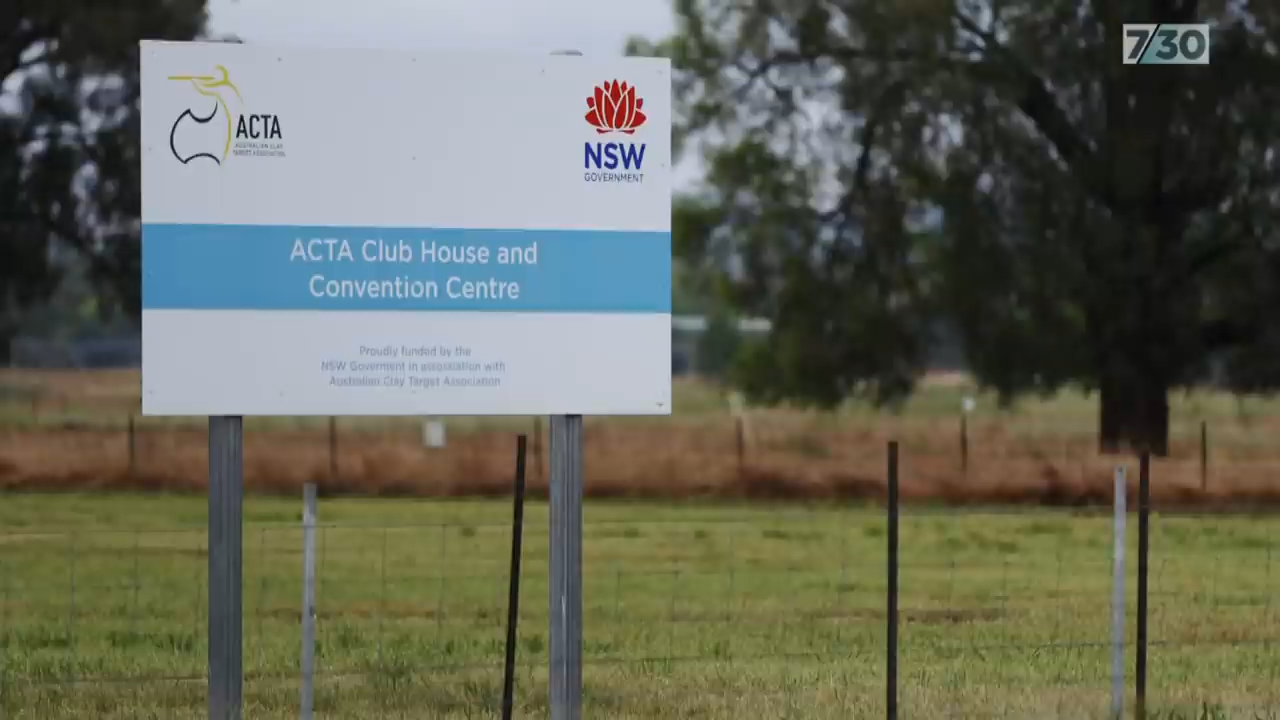 7/30
ACTA
AUSTRALIAN CLAY
TARGET ASSOCIATION
NSW
GOVERNMENT
ACTA Club House and
Convention Centre
Proudly funded by the
NSW Goverment in association with
Australian Clay Target Association